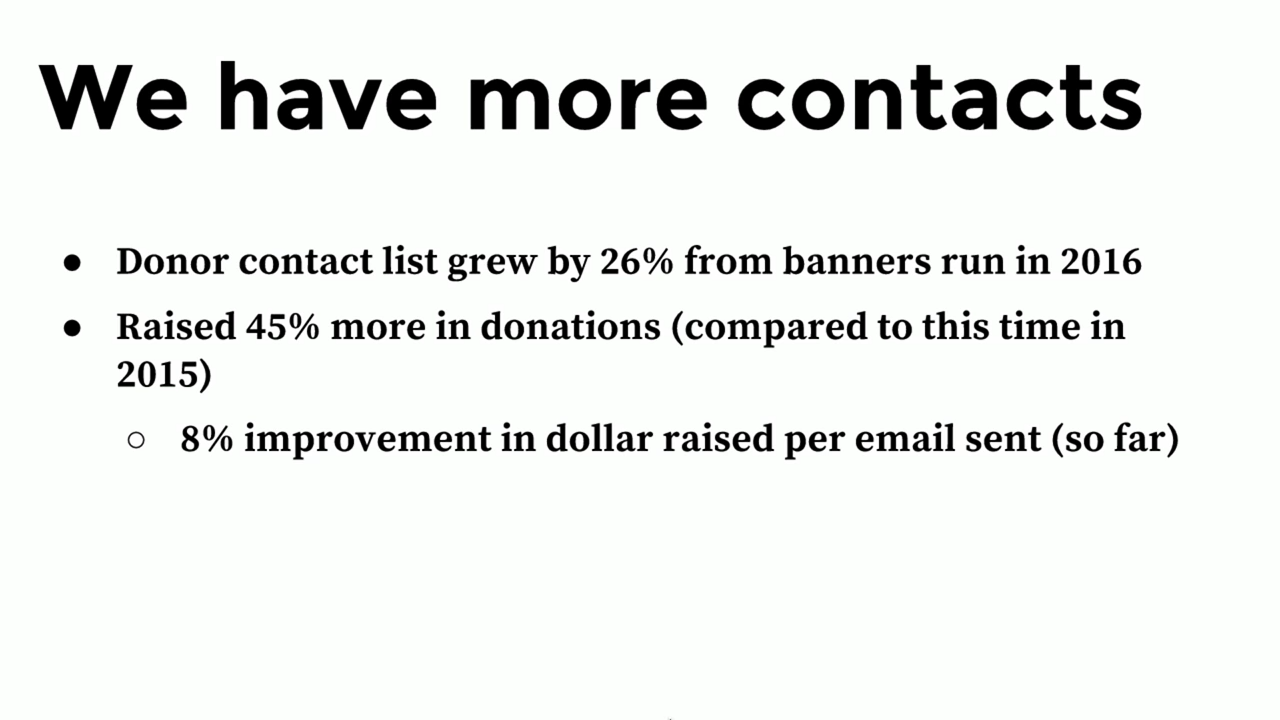 We have more contacts
● Donor contact list grew by 26% from banners run in 2016
● Raised 45% more in donations (compared to this time in
2015)
○ 8% improvement in dollar raised per email sent (so far)